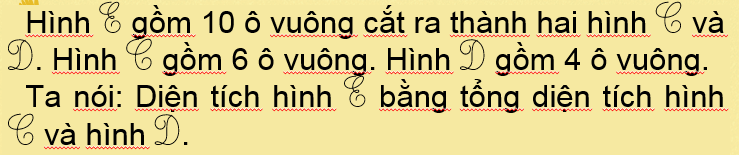 Hình E gồm 10 ô vuông cắt ra thành hai hình C và
D. Hình C gồm 6 ô vuông. Hình D gồm 4 ô vuông.
Ta nói: Diện tích hình E bằng tổng diện tích hình
C và hình D.